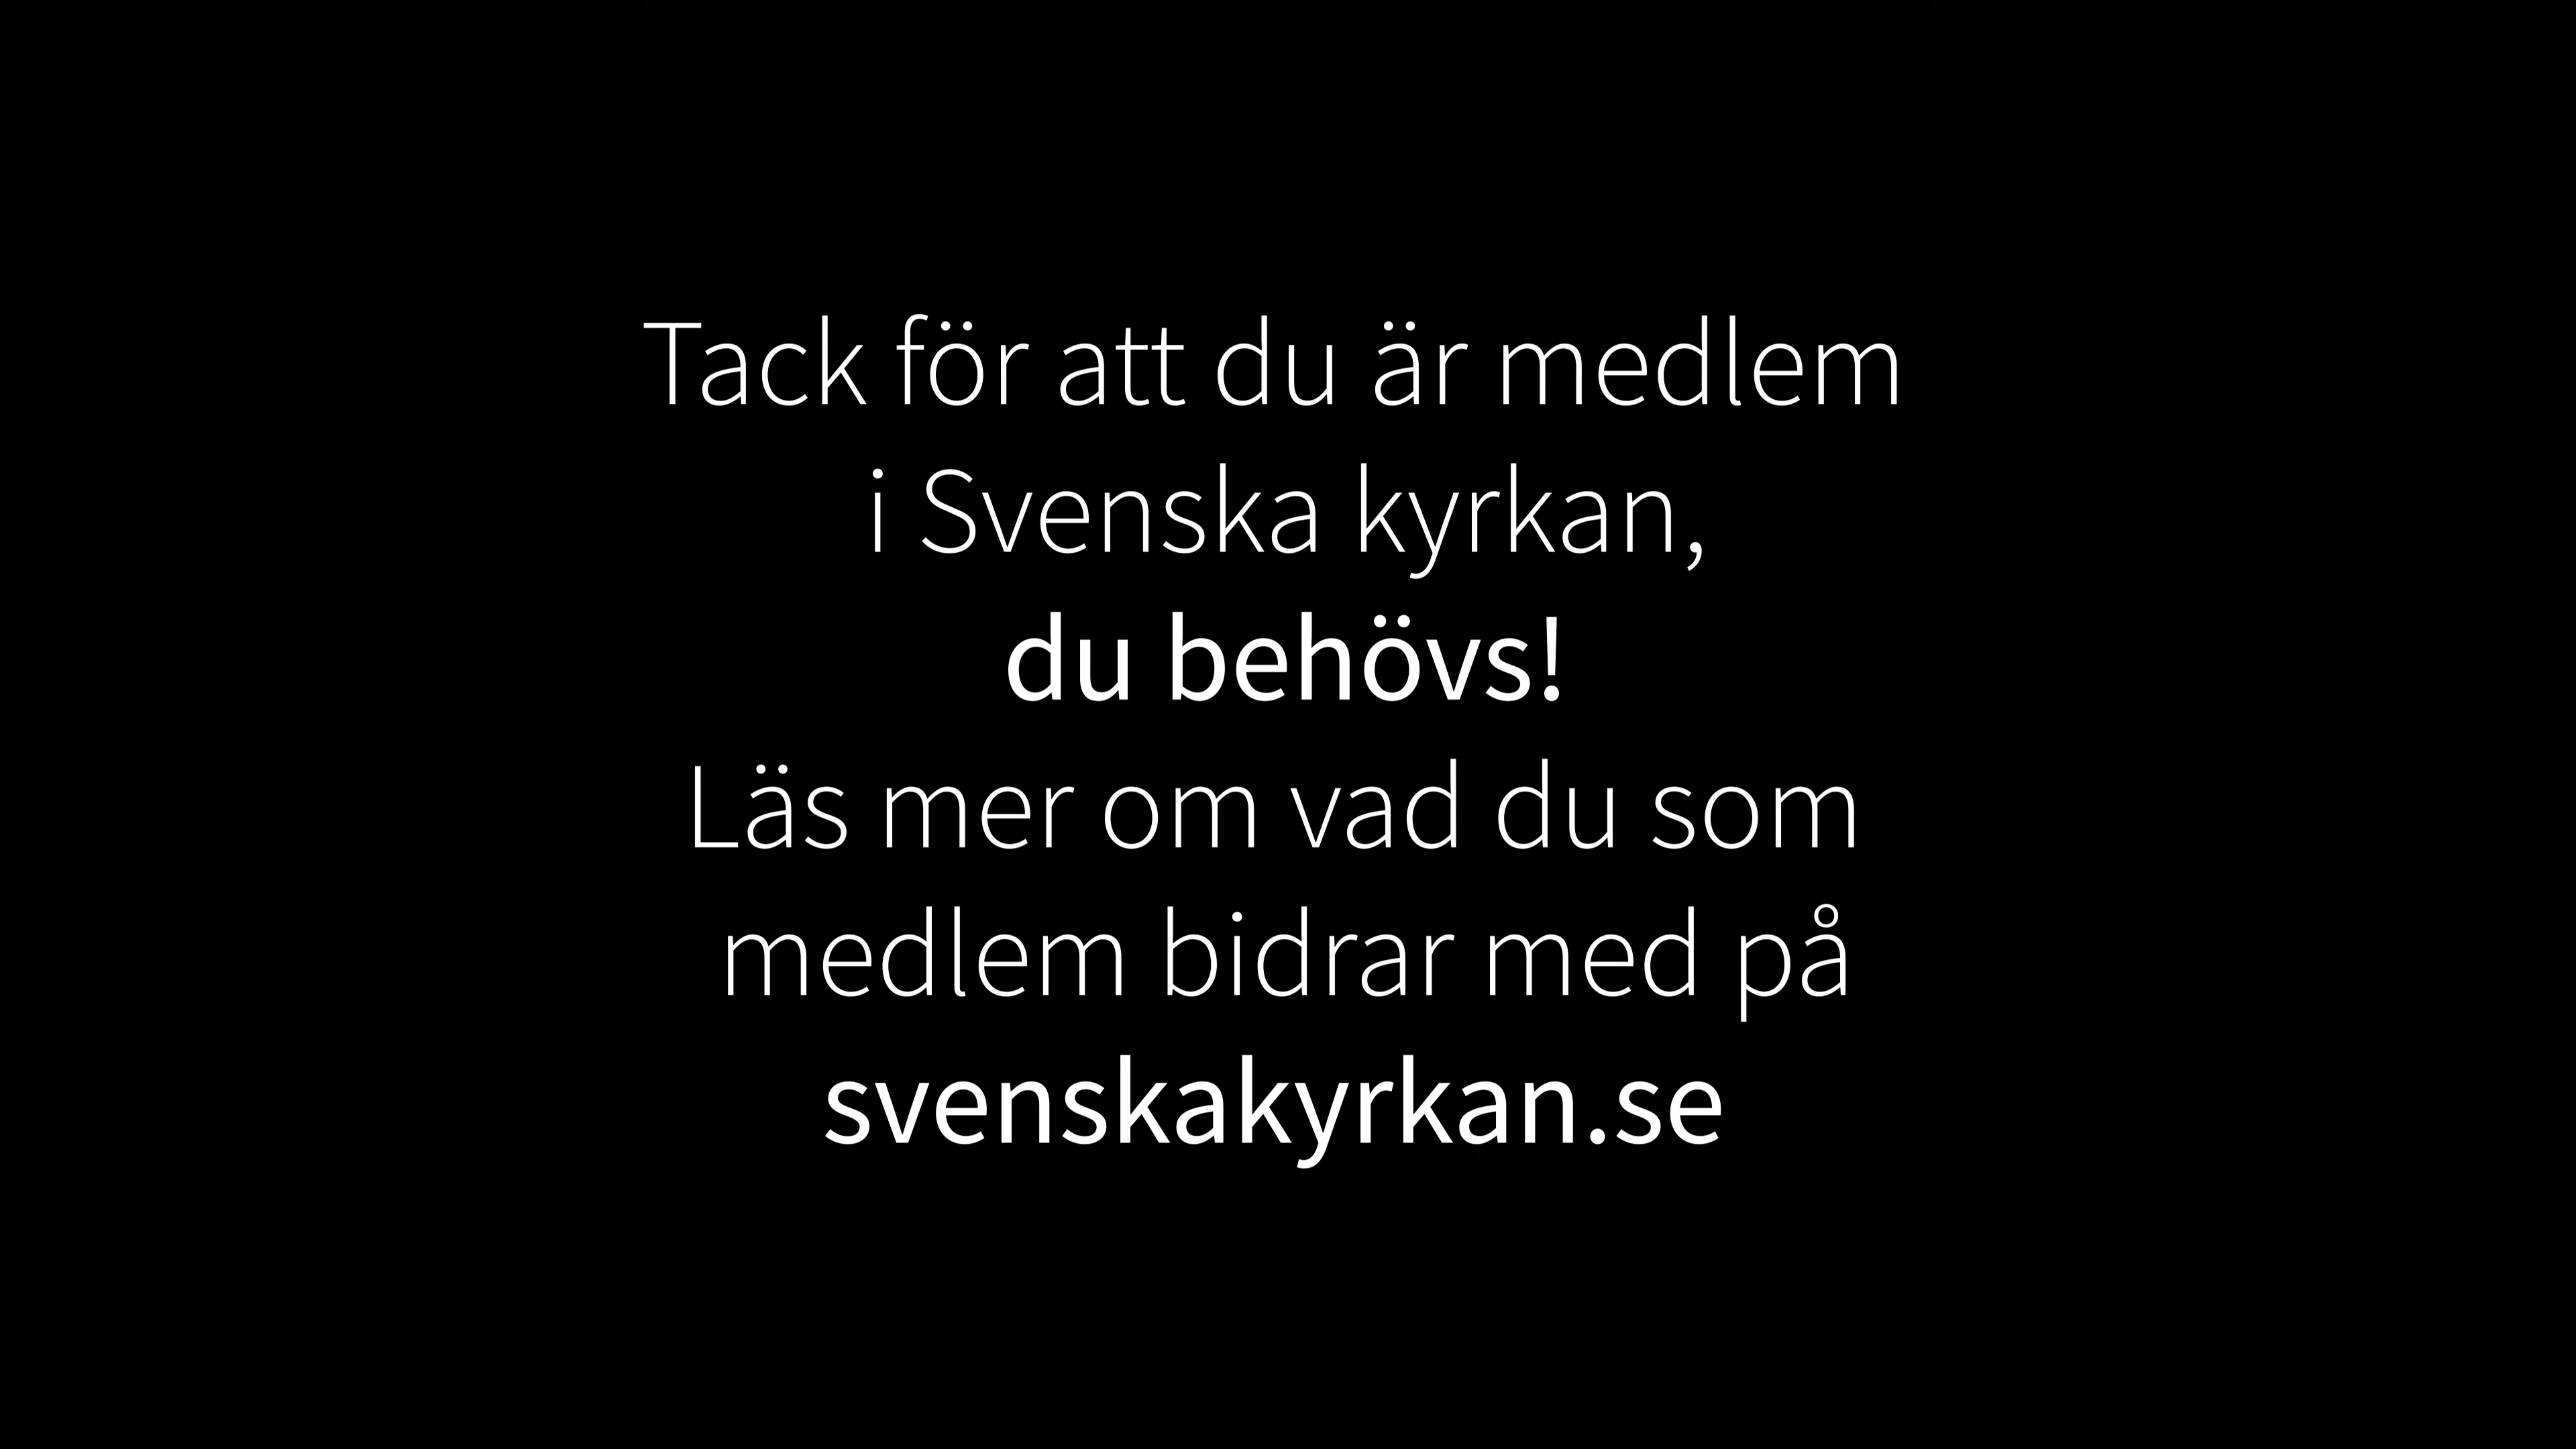 Tack för att du är medlem
i Svenska kyrkan,
du behövs!
Läs mer om vad du som
medlem bidrar med på
svenskakyrkan.se